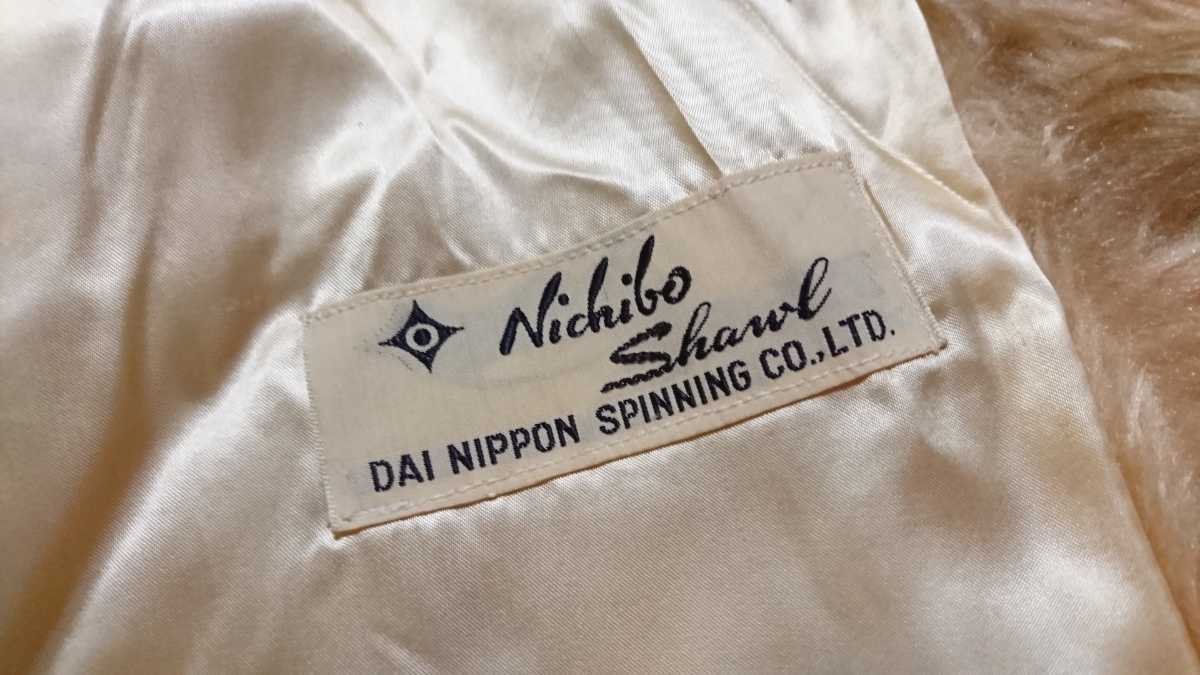 Nichibo
Shawl
DAI NIPPON SPINNING CO., LTD.